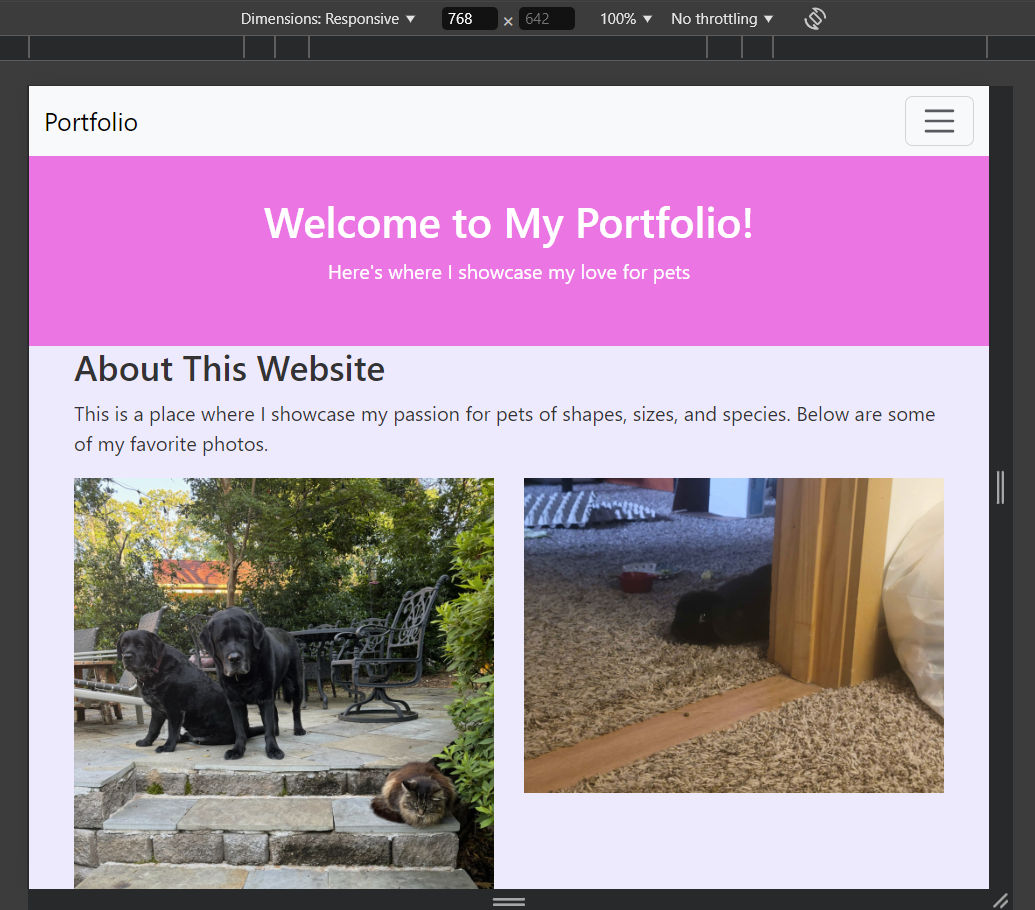 Dimensions: Responsive ▼ 768 × 642 100% ▼ No throttling ▼
Portfolio
Welcome to My Portfolio!
Here's where I showcase my love for pets
About This Website
This is a place where I showcase my passion for pets of shapes, sizes, and species. Below are some
of my favorite photos.